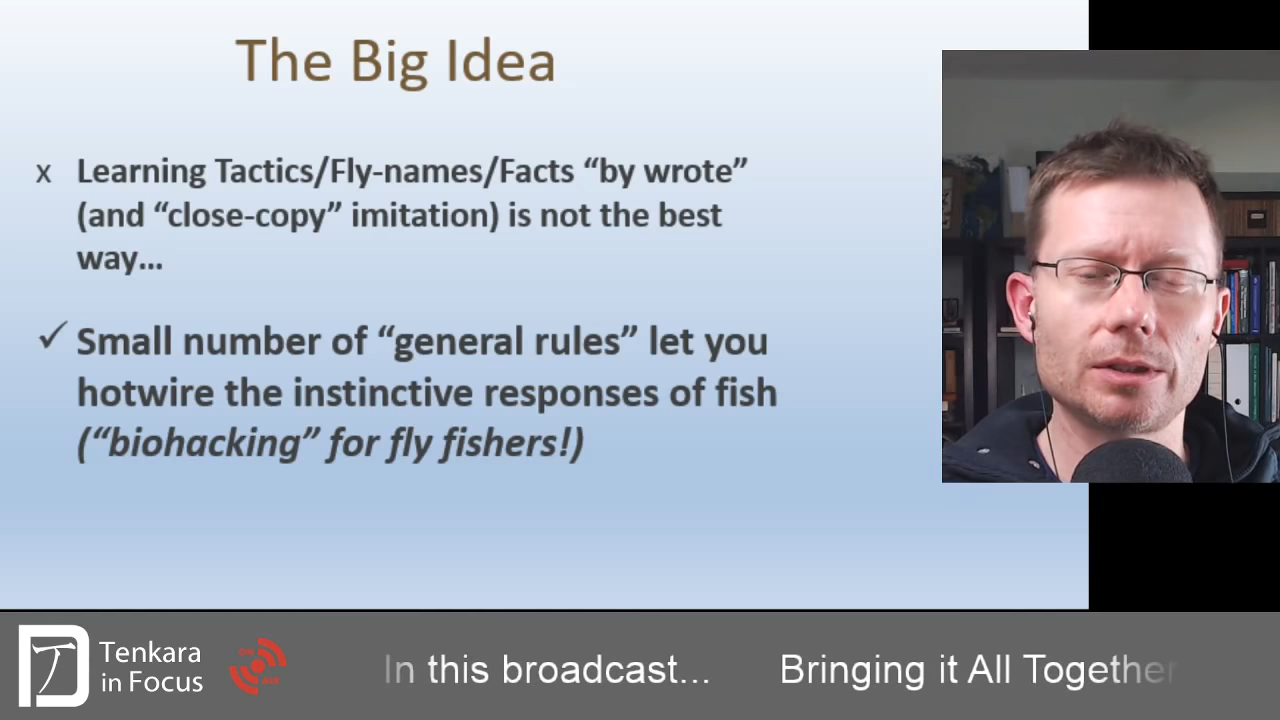 The Big Idea
x Learning Tactics/Fly-names/Facts “by wrote”
(and “close-copy” imitation) is not the best
way…
✓ Small number of “general rules” let you
hotwire the instinctive responses of fish
(“biohacking” for fly fishers!)
Tenkara
in Focus
ON
AIR
In this broadcast...
Bringing it All Together